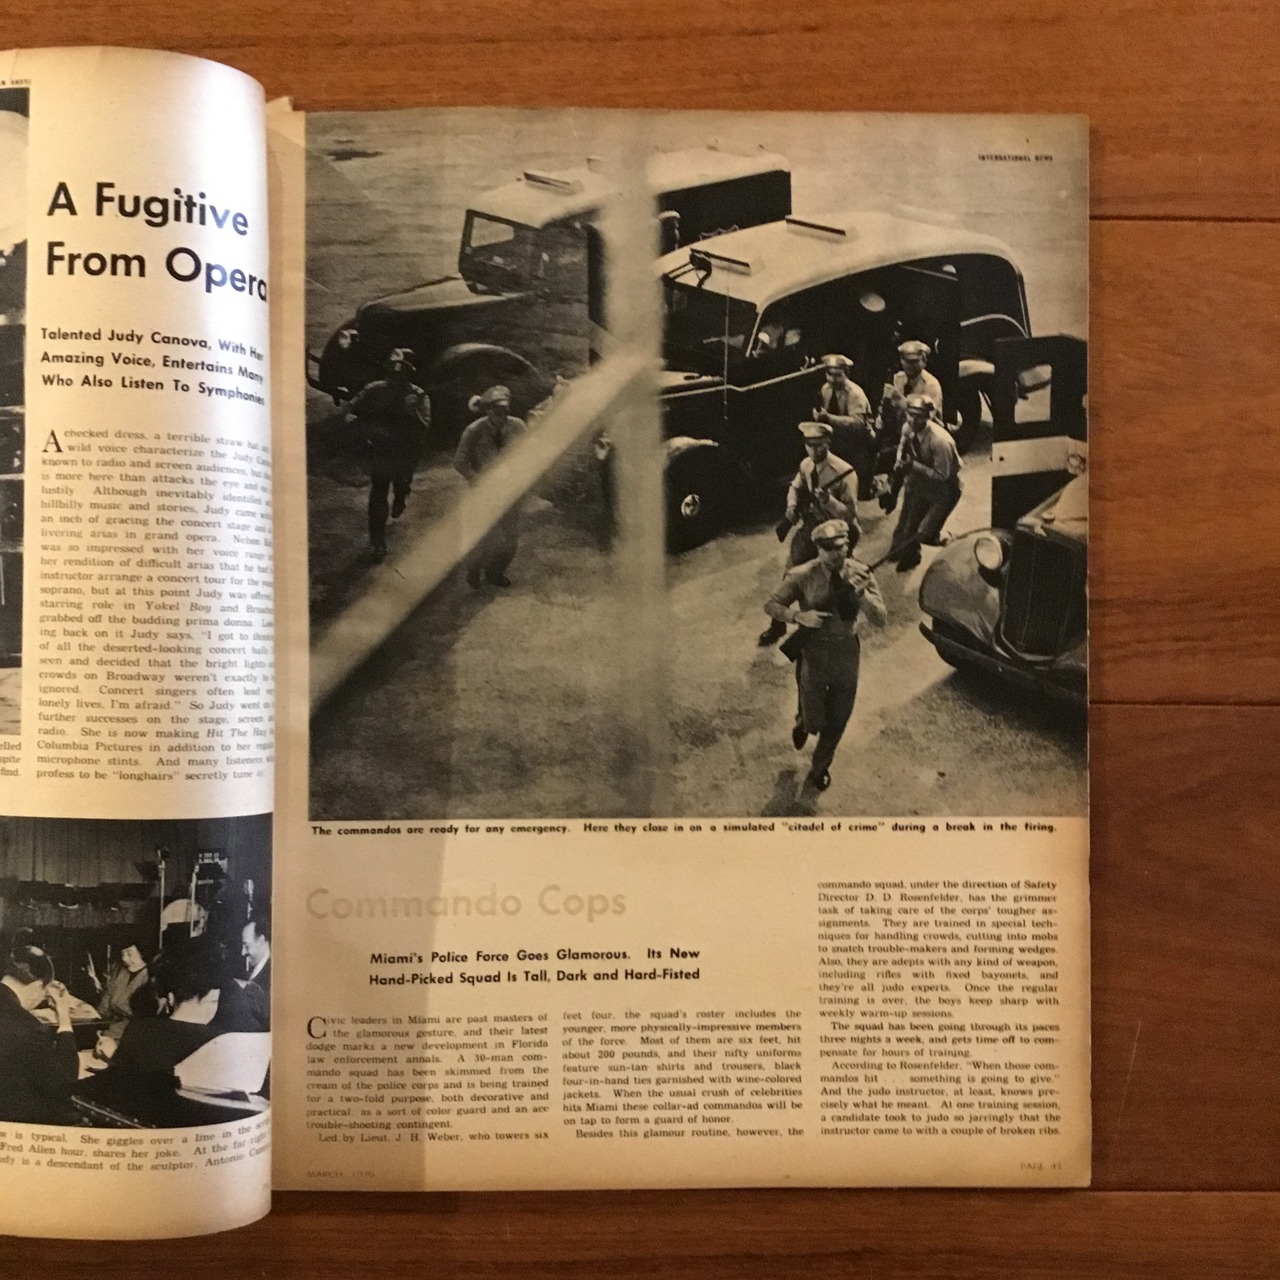 A Fugitive
From Opera
Talented Judy Canova, With Her
Amazing Voice, Entertains Many
Who Also Listen To Symphonies
A checked dress, a terrible straw hat
wild voice characterize the Judy
known to radio and screen audiences, but
is more here than attacks the eye and
lustily. Although inevitably identified
hillbilly music and stories, Judy came
an inch of gracing the concert stage and
livering arias in grand opera. Nelson
was so impressed with her voice range
her rendition of difficult arias that he had
instructor arrange a concert tour for the
soprano, but at this point Judy was offered
starring role in Yokel Boy and
grabbed off the budding prima donna.
ing back on it Judy says, "I got to
of all the deserted-looking concert halls
seen and decided that the bright lights
crowds on Broadway weren't exactly to
ignored. Concert singers often lead
lonely lives, I'm afraid." So Judy went
further successes on the stage, screen
radio. She is now making Hit The Hay
Columbia Pictures in addition to her
microphone stints. And many listeners
profess to be "longhairs" secretly tune
elled
spite
find.
is typical. She giggles over a line in the
Fred Allen hour, shares her joke. At the far right
is a descendant of the sculptor, Antonio
INTERNATIONAL NEWS
The commandos are ready for any emergency. Here they close in on a simulated "citadel of crime" during a break in the firing.
Commando Cops
Miami's Police Force Goes Glamorous. Its New
Hand-Picked Squad Is Tall, Dark and Hard-Fisted
Civic leaders in Miami are past masters of
the glamorous gesture, and their latest
dodge marks a new development in Florida
law enforcement annals. A 30-man com-
mando squad has been skimmed from the
cream of the police corps and is being trained
for a two-fold purpose, both decorative and
practical: as a sort of color guard and an ace
trouble-shooting contingent.
Led by Lieut. J. H. Weber, who towers six
feet four, the squad's roster includes the
younger, more physically-impressive members
of the force. Most of them are six feet, hit
about 200 pounds, and their nifty uniforms
feature sun-tan shirts and trousers, black
four-in-hand ties garnished with wine-colored
jackets. When the usual crush of celebrities
hits Miami these collar-ad commandos will be
on tap to form a guard of honor.
Besides this glamour routine, however, the
commando squad, under the direction of Safety
Director D. D. Rosenfelder, has the grimmer
task of taking care of the corps' tougher as-
signments. They are trained in special tech-
niques for handling crowds, cutting into mobs
to snatch trouble-makers and forming wedges.
Also, they are adepts with any kind of weapon,
including rifles with fixed bayonets, and
they're all judo experts. Once the regular
training is over, the boys keep sharp with
weekly warm-up sessions.
The squad has been going through its paces
three nights a week, and gets time off to com-
pensate for hours of training.
According to Rosenfelder, "When those com-
mandos hit . . . something is going to give."
And the judo instructor, at least, knows pre-
cisely what he meant. At one training session,
a candidate took to judo so jarringly that the
instructor came to with a couple of broken ribs.
MARCH, 1946
PAGE